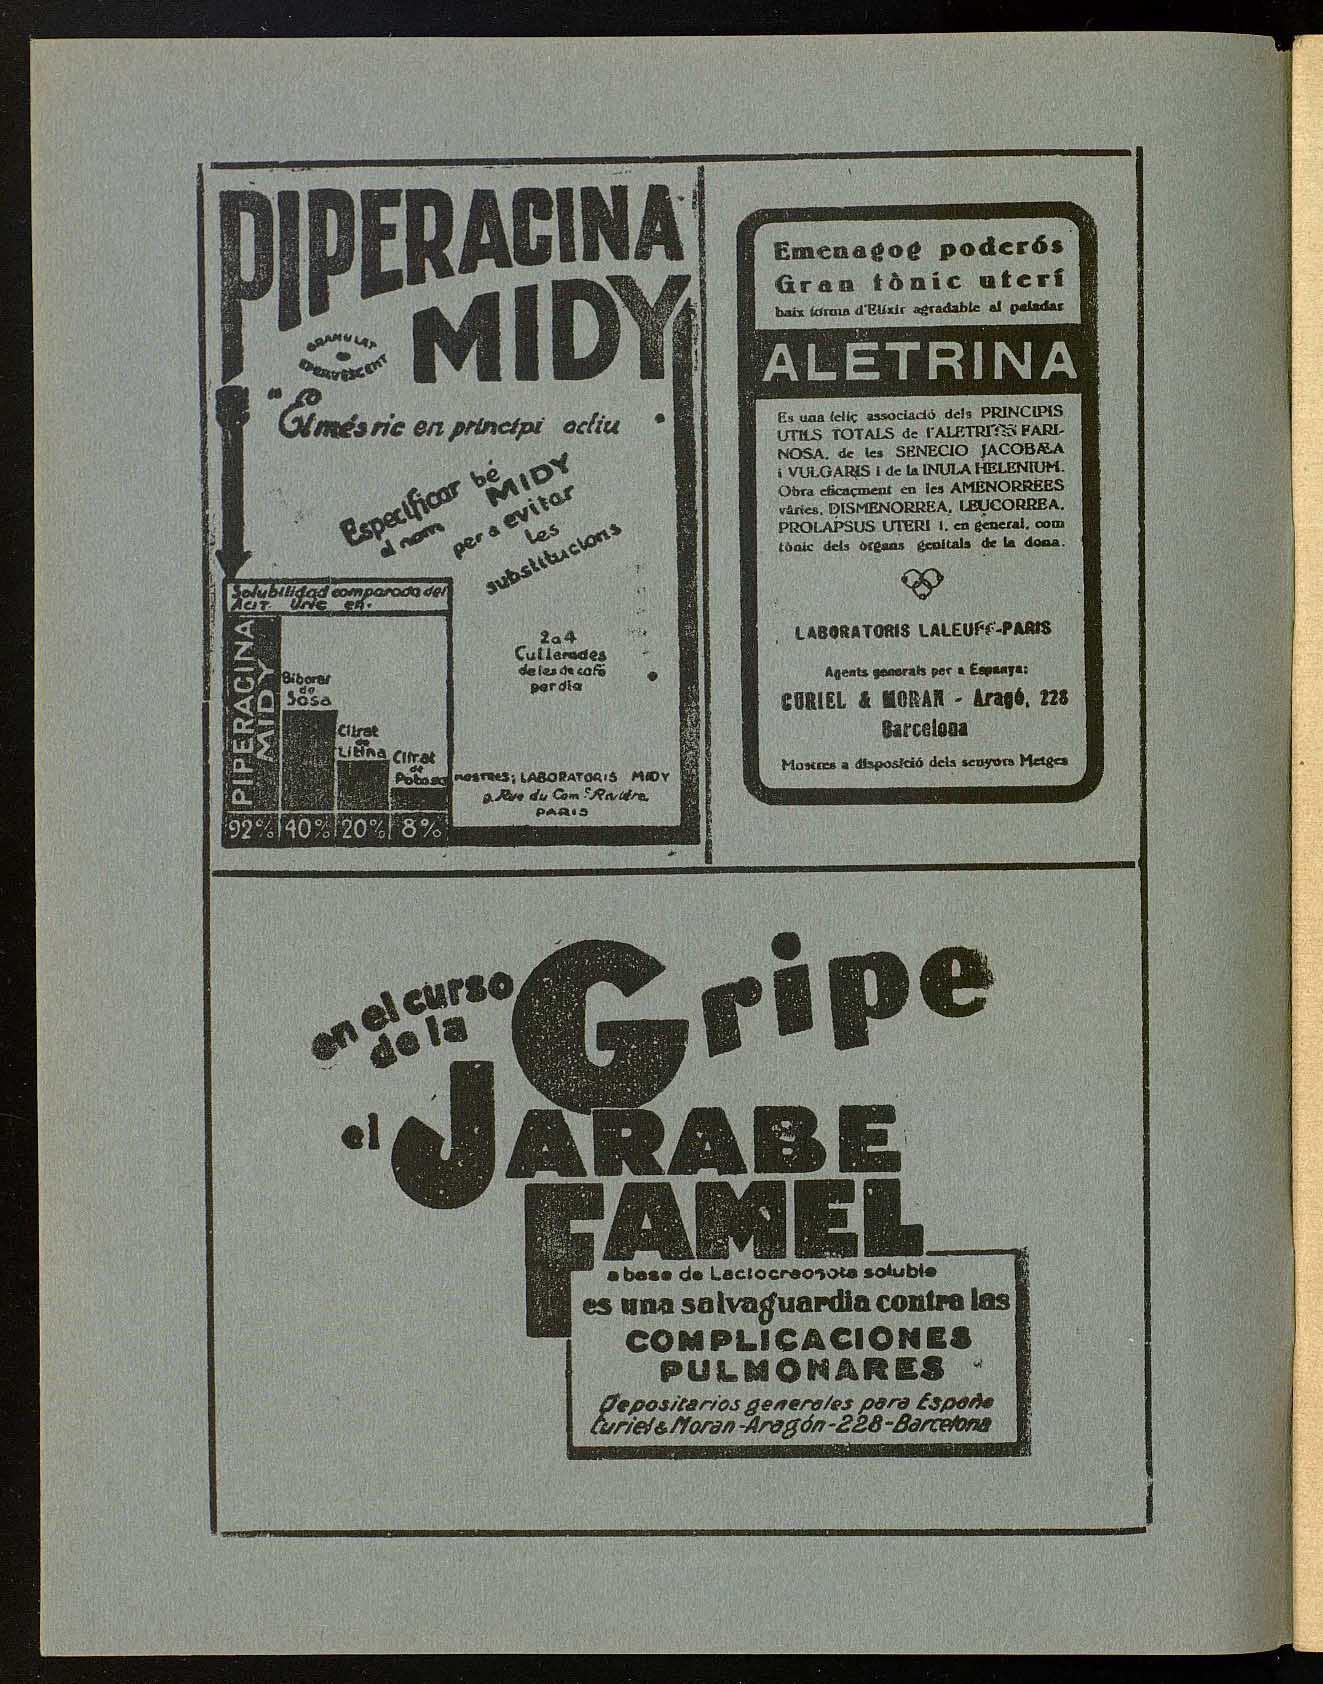 PIPERACINA
MIDY
GRANULAT
EFERVESCENT
"El més ric en principi actiu
Especificar bé
el nom MIDY
per a evitar
les
substitucions
Solubilidad comparada del
Acit Uric en.
PIPERACINA
MIDY
Biborat
de
Sosa
Citrat
de
Litina
Citrat
de
Potassa
92% 40% 20% 8%
2 a 4
Cullerades
de les de café
per dia
mostres; LABORATORIS MIDY
9. Rue du Com.t Rivière.
PARIS
Emenagog poderós
Gran tònic uterí
baix forma d'Elixir agradable al paladar
ALETRINA
Es una feliç associació dels PRINCIPIS
UTILS TOTALS de l'ALETRIS FARI-
NOSA, de les SENECIO JACOBÆA
i VULGARIS i de la INULA HELENIUM.
Obra eficaçment en les AMENORREES
vàries, DISMENORREA, LEUCORREA,
PROLAPSUS UTERI i, en general, com
tònic dels òrgans genitals de la dona.
LABORATORIS LALEUFF-PARIS
Agents generals per a Espanya:
CURIEL & MORAN - Aragó, 228
Barcelona
Mostres a disposició dels senyors Metges
en el curso
de la
Gripe
el JARABE
FAMEL
a base de Lactocreosota soluble
es una salvaguardia contra las
COMPLICACIONES
PULMONARES
Depositarios generales para España
Curiel & Moran-Aragón-228-Barcelona